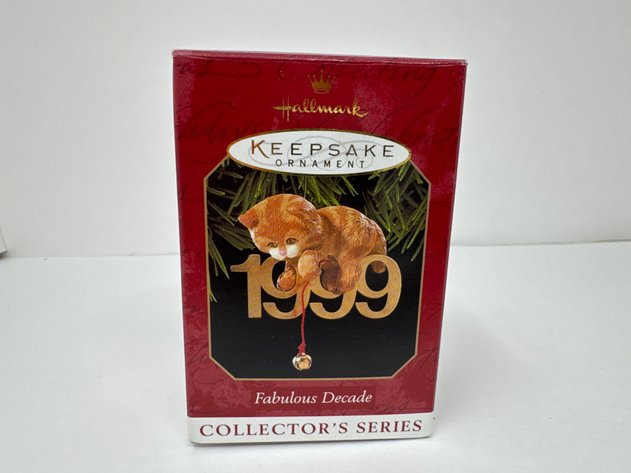 Hallmark
KEEPSAKE
ORNAMENT
1999
Fabulous Decade
COLLECTOR'S SERIES